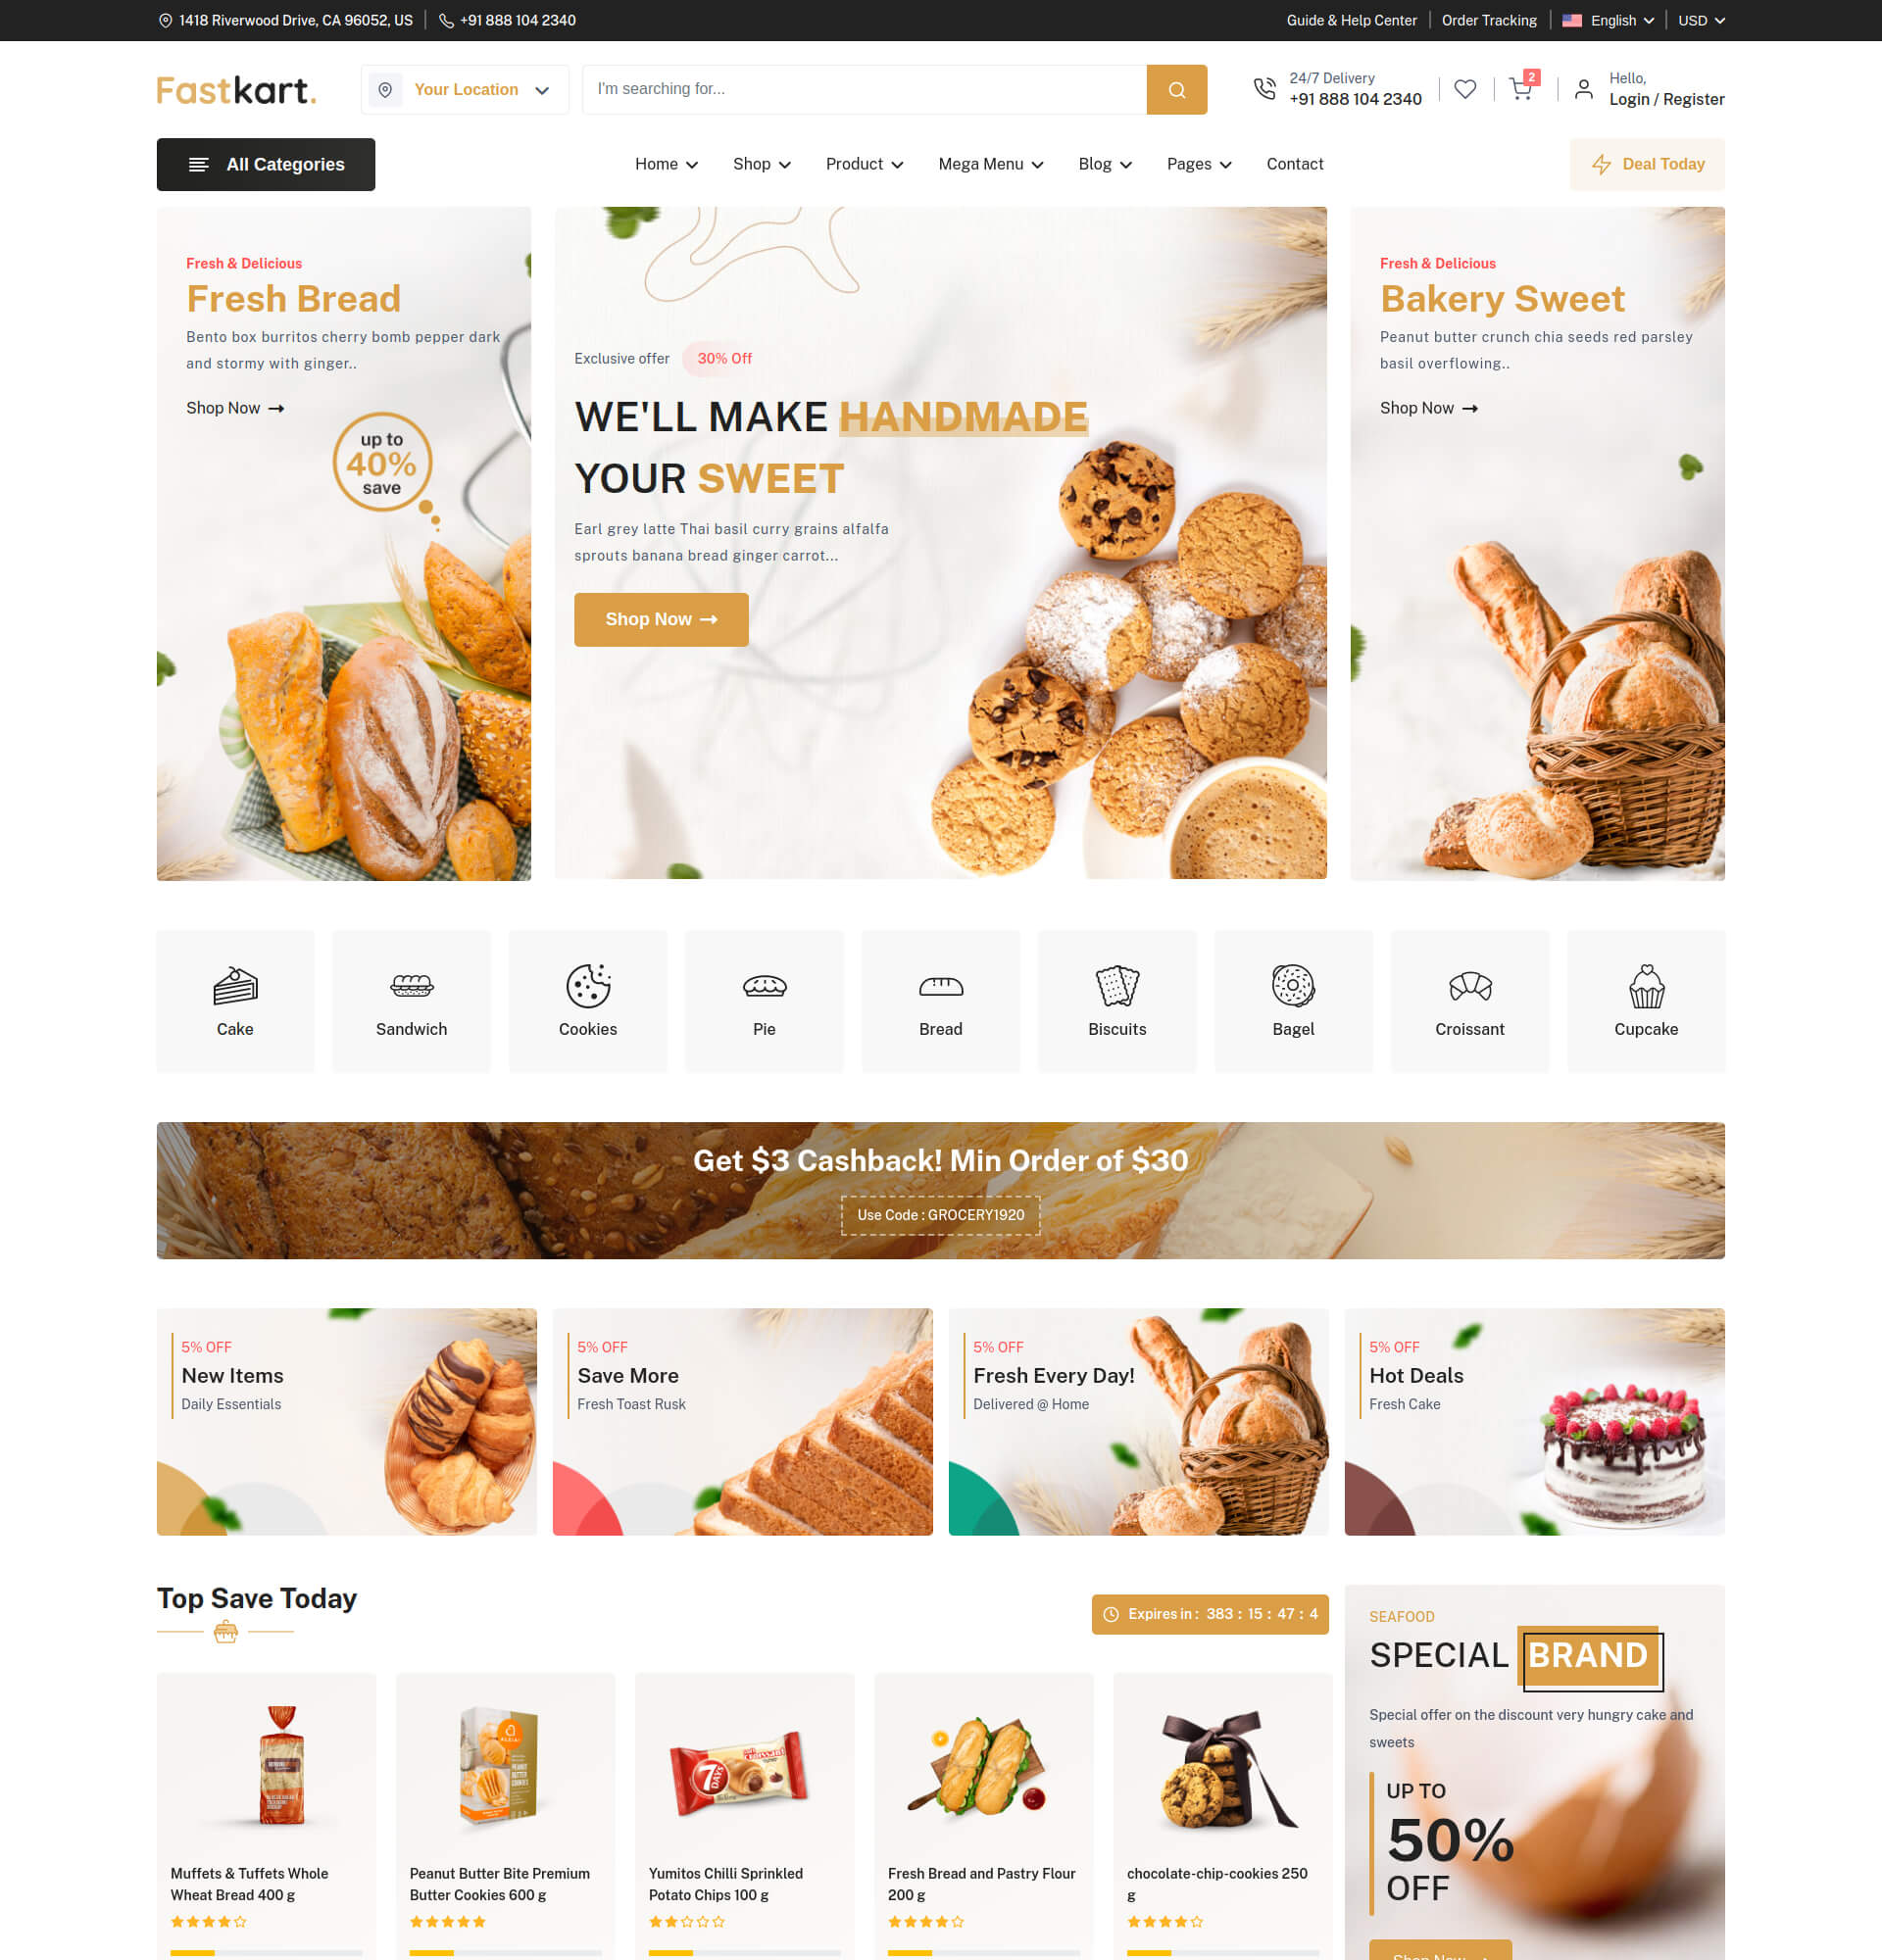 1418 Riverwood Drive, CA 96052, US
+91 888 104 2340
Guide & Help Center
Order Tracking
English
USD
Fastkart.
Your Location
I'm searching for...
24/7 Delivery
+91 888 104 2340
2
Hello,
Login / Register
All Categories
Home
Shop
Product
Mega Menu
Blog
Pages
Contact
Deal Today
Fresh & Delicious
Fresh Bread
Bento box burritos cherry bomb pepper dark
and stormy with ginger..
Shop Now
up to
40%
save
Exclusive offer
30% Off
WE'LL MAKE HANDMADE
YOUR SWEET
Earl grey latte Thai basil curry grains alfalfa
sprouts banana bread ginger carrot...
Shop Now
Fresh & Delicious
Bakery Sweet
Peanut butter crunch chia seeds red parsley
basil overflowing..
Shop Now
Cake
Sandwich
Cookies
Pie
Bread
Biscuits
Bagel
Croissant
Cupcake
Get $3 Cashback! Min Order of $30
Use Code : GROCERY1920
5% OFF
New Items
Daily Essentials
5% OFF
Save More
Fresh Toast Rusk
5% OFF
Fresh Every Day!
Delivered @ Home
5% OFF
Hot Deals
Fresh Cake
Top Save Today
Expires in : 383 : 15 : 47 : 4
SEAFOOD
SPECIAL BRAND
Special offer on the discount very hungry cake and
sweets
UP TO
50%
OFF
Shop Now
PEANUT
BUTTER
COOKIES
7
DAYS
Croissant
Muffets & Tuffets Whole
Wheat Bread 400 g
Peanut Butter Bite Premium
Butter Cookies 600 g
Yumitos Chilli Sprinkled
Potato Chips 100 g
Fresh Bread and Pastry Flour
200 g
chocolate-chip-cookies 250
g